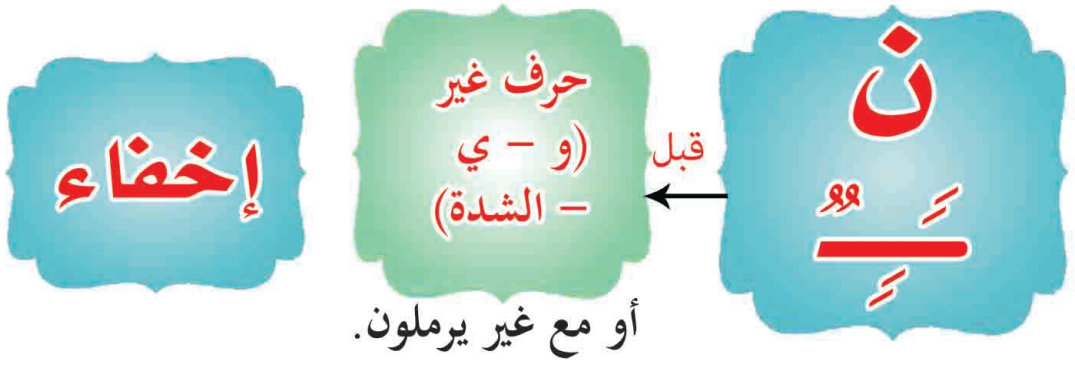 ن
ـًٌٍـ
قبل
حرف غير
(و – ي
– الشدة)
إخفاء
أو مع غير يرملون.